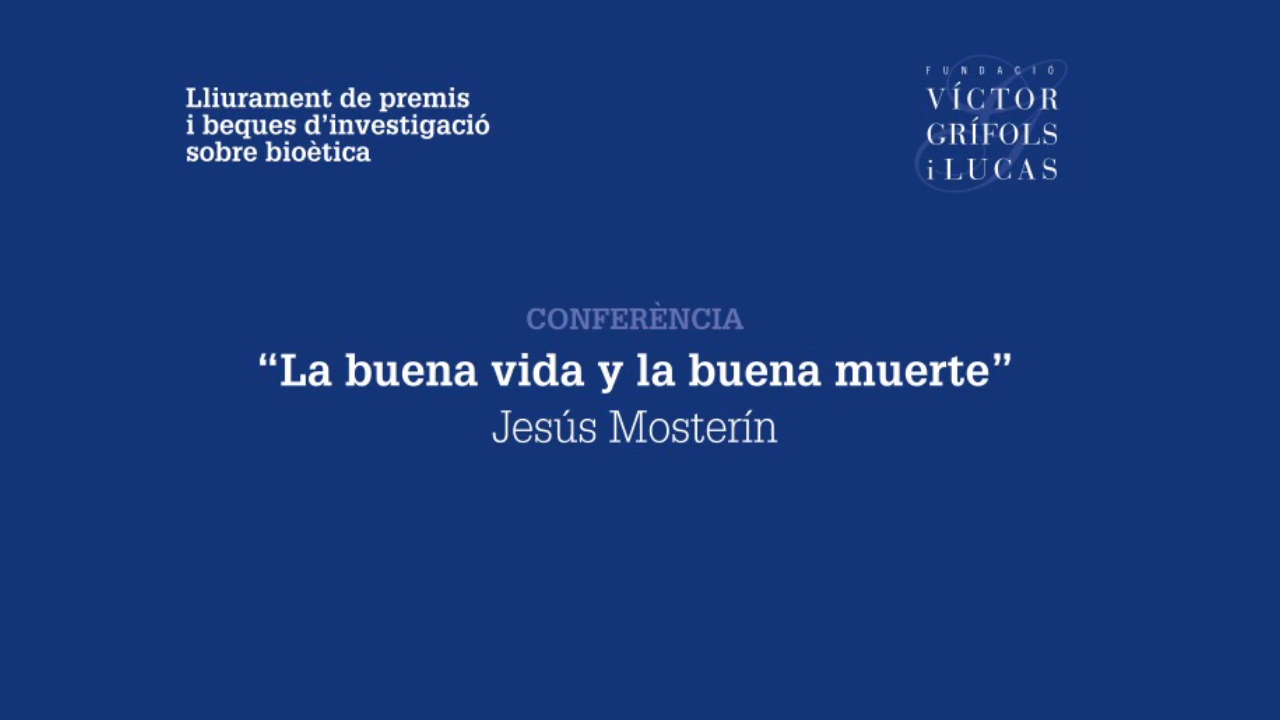 Lliurament de premis
i beques d’investigació
sobre bioètica
FUNDACIÓ
VÍCTOR
GRÍFOLS
i LUCAS
CONFERÈNCIA
“La buena vida y la buena muerte”
Jesús Mosterín